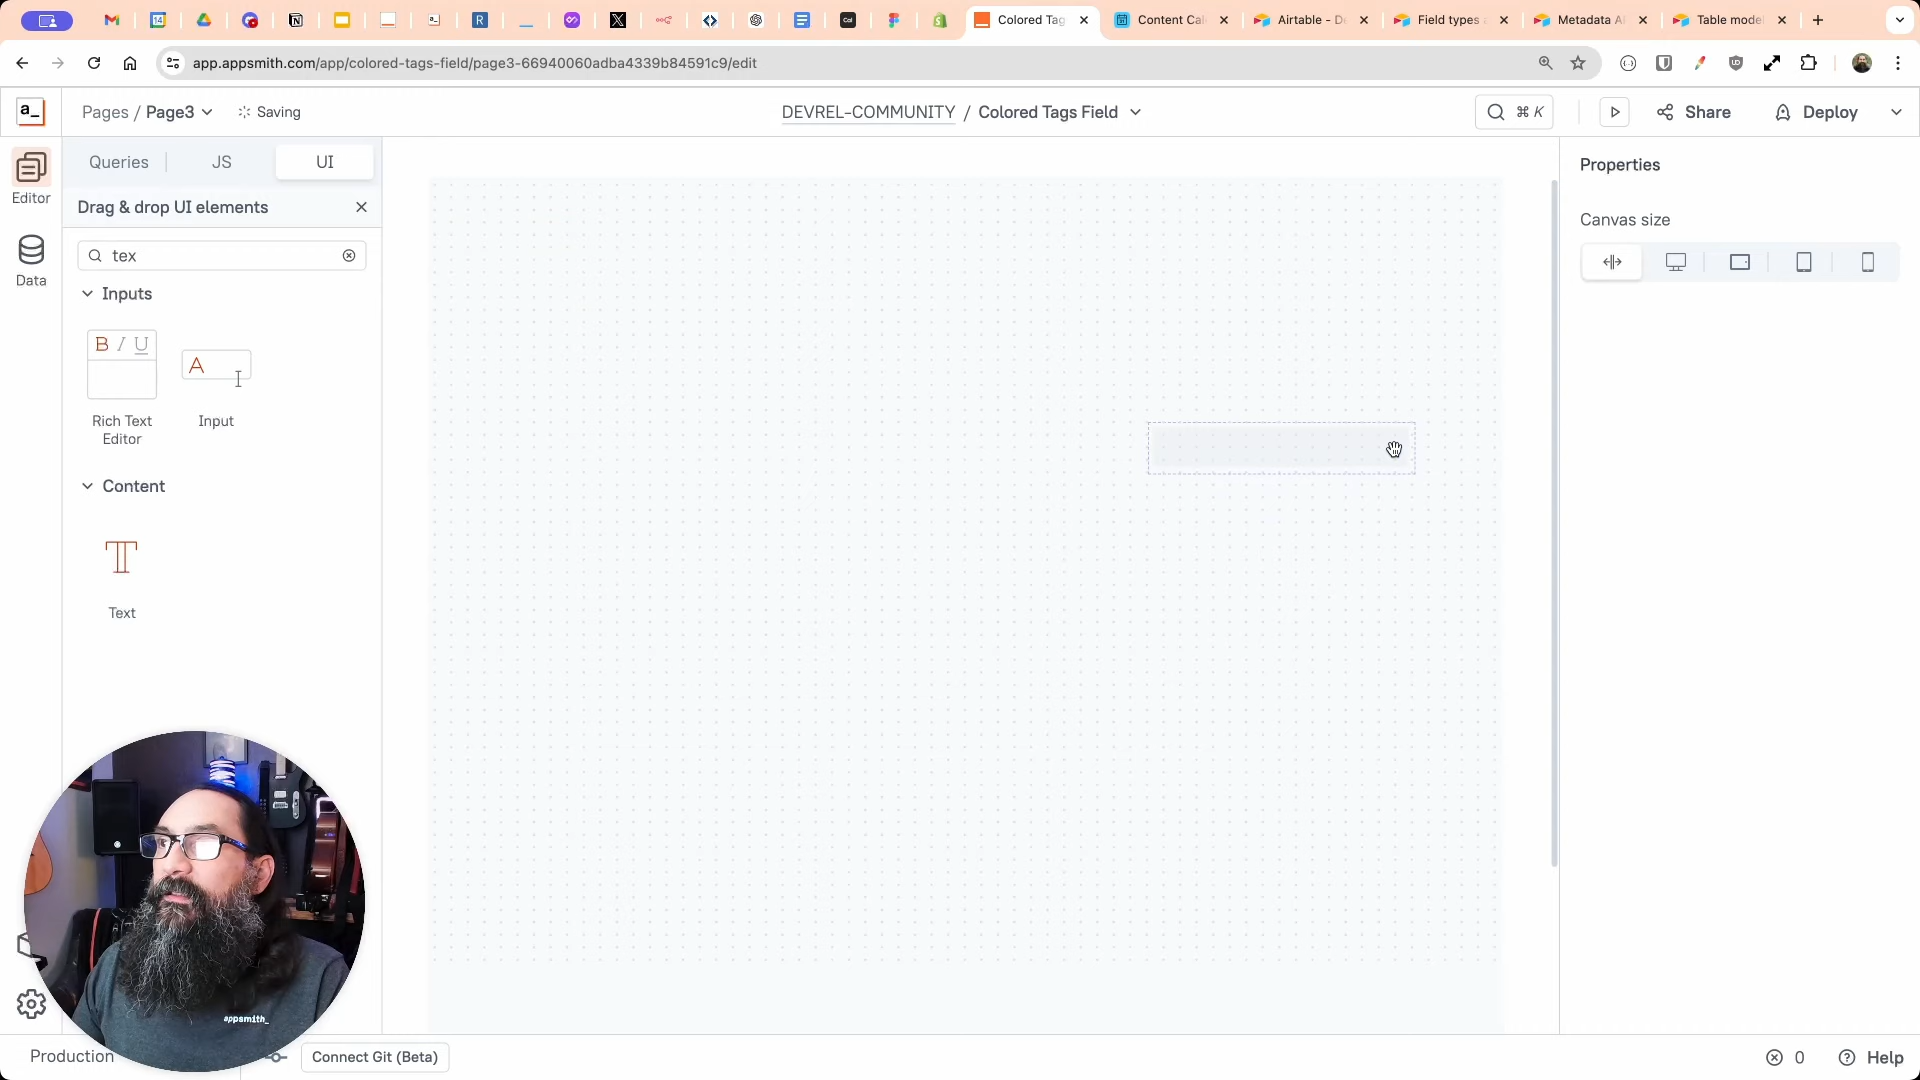 Colored Tag
Content Cal
Airtable - De
Field types a
Metadata A
Table mode
app.appsmith.com/app/colored-tags-field/page3-66940060adba4339b84591c9/edit
a_
Pages / Page3
Saving
DEVREL-COMMUNITY / Colored Tags Field
⌘ K
Share
Deploy
Editor
Data
Queries
JS
UI
Drag & drop UI elements
tex
Inputs
B I U
A
Rich Text
Editor
Input
Content
T
Text
Properties
Canvas size
appsmith_
Production
Connect Git (Beta)
0
Help